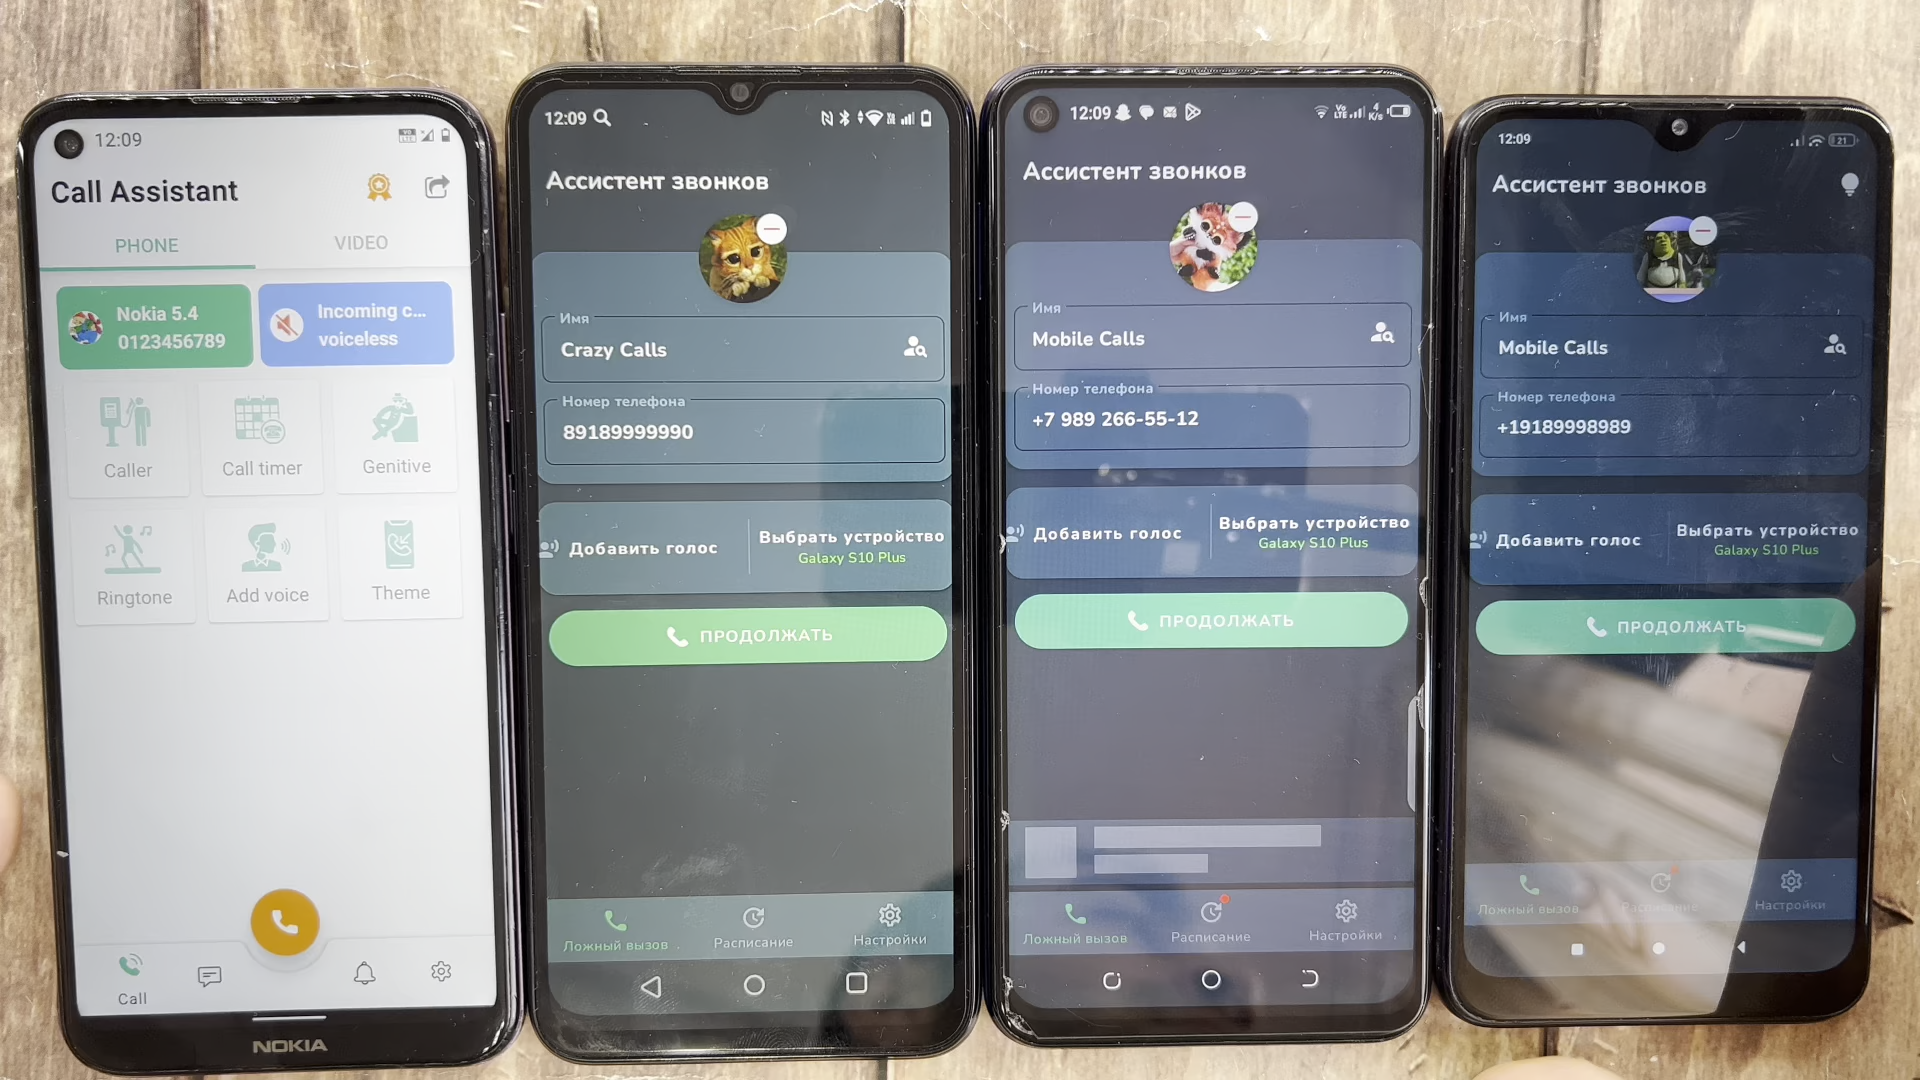 12:09
Call Assistant
PHONE
VIDEO
Nokia 5.4
0123456789
Incoming c...
voiceless
Caller
Call timer
Genitive
Ringtone
Add voice
Theme
Call
NOKIA
12:09
Ассистент звонков
Имя
Crazy Calls
Номер телефона
89189999990
Добавить голос
Выбрать устройство
Galaxy S10 Plus
ПРОДОЛЖАТЬ
Ложный вызов
Расписание
Настройки
12:09
4
K/s
Ассистент звонков
Имя
Mobile Calls
Номер телефона
+7 989 266-55-12
Добавить голос
Выбрать устройство
Galaxy S10 Plus
ПРОДОЛЖАТЬ
Ложный вызов
Расписание
Настройки
12:09
21
Ассистент звонков
Имя
Mobile Calls
Номер телефона
+19189998989
Добавить голос
Выбрать устройство
Galaxy S10 Plus
ПРОДОЛЖАТЬ
Ложный вызов
Расписание
Настройки